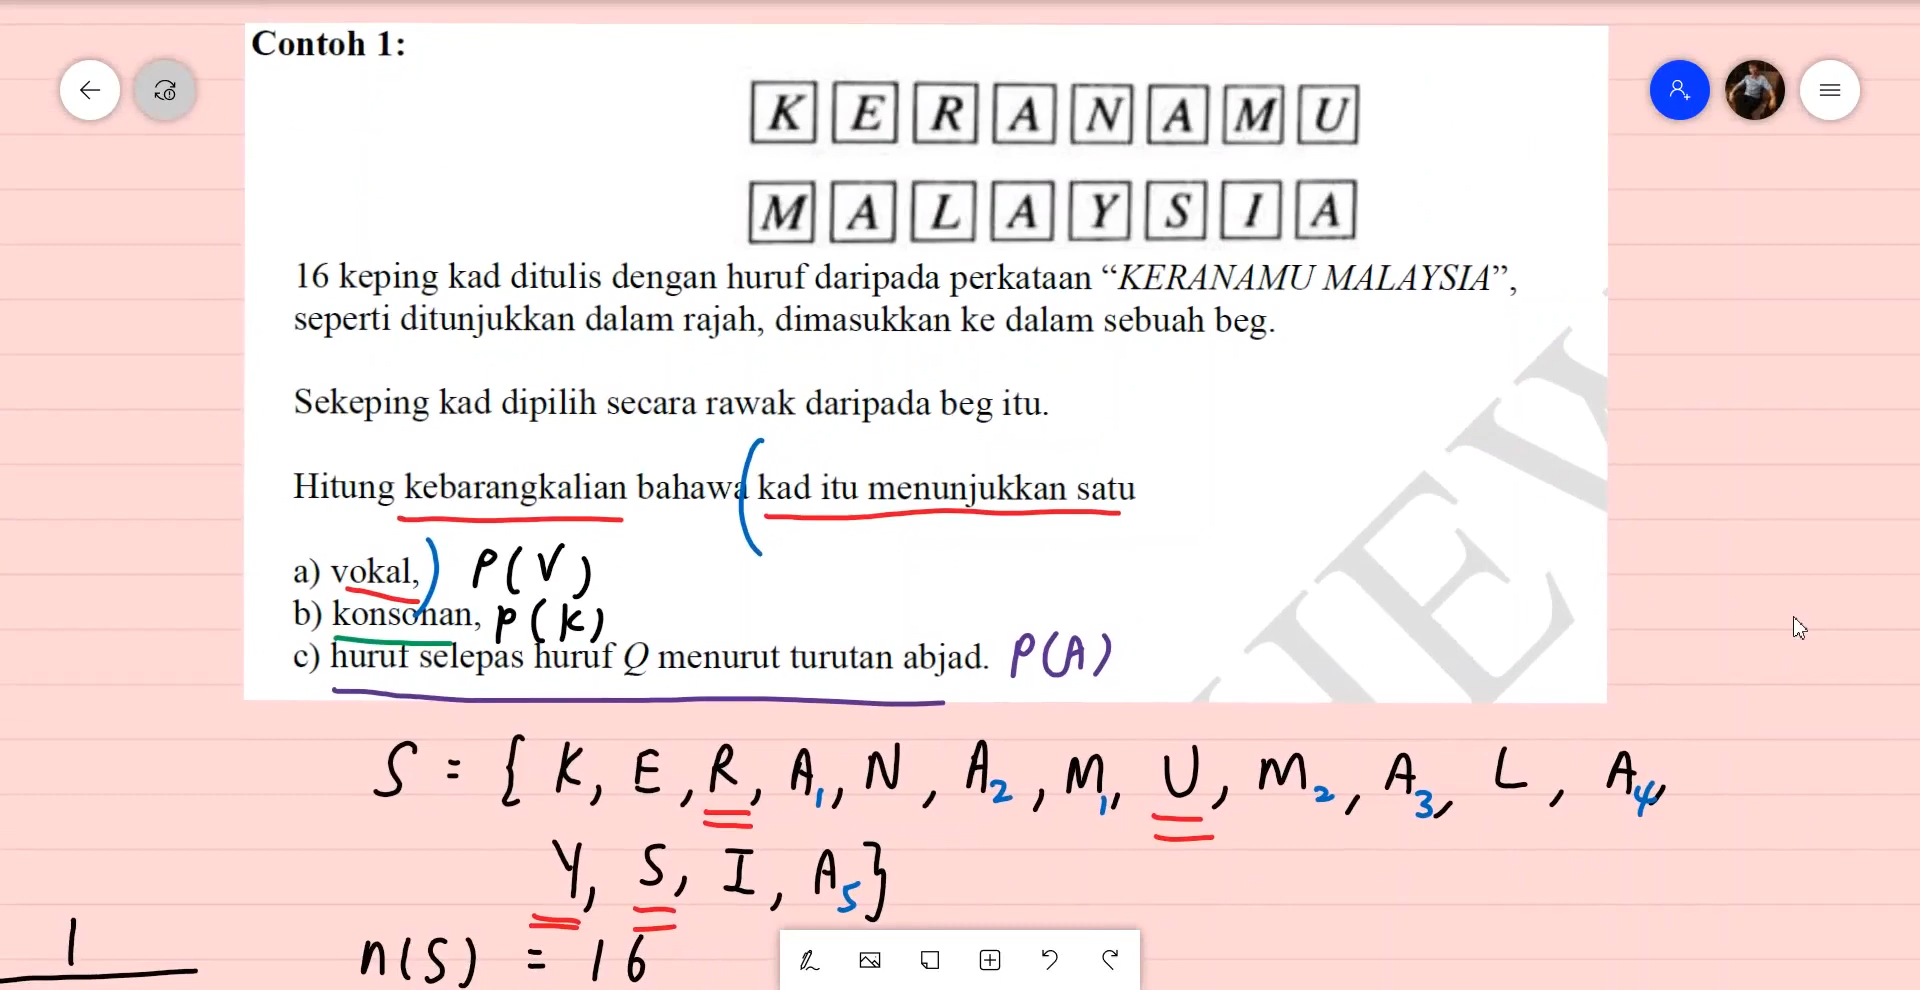 Contoh 1:
K E R A N A M U
M A L A Y S I A
16 keping kad ditulis dengan huruf daripada perkataan “KERANAMU MALAYSIA”,
seperti ditunjukkan dalam rajah, dimasukkan ke dalam sebuah beg.
Sekeping kad dipilih secara rawak daripada beg itu.
Hitung kebarangkalian bahawa (kad itu menunjukkan satu
a) vokal,) P(V)
b) konsonan, P(K)
c) huruf selepas huruf Q menurut turutan abjad. P(A)
S = { K, E, R, A1, N, A2, M1, U, M2, A3, L, A4,
Y, S, I, A5}
1
n(S) = 16